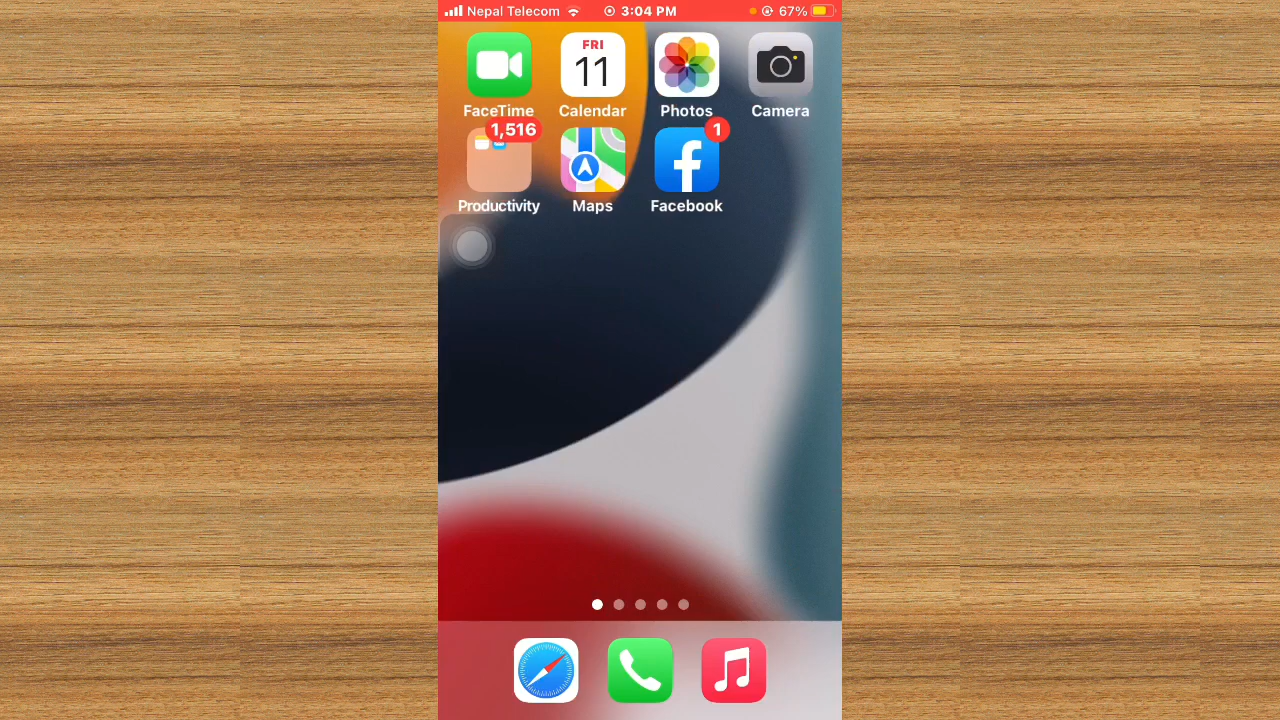 Nepal Telecom 3:04 PM 67%
FRI
11
FaceTime Calendar Photos Camera
1,516 1
Productivity Maps Facebook